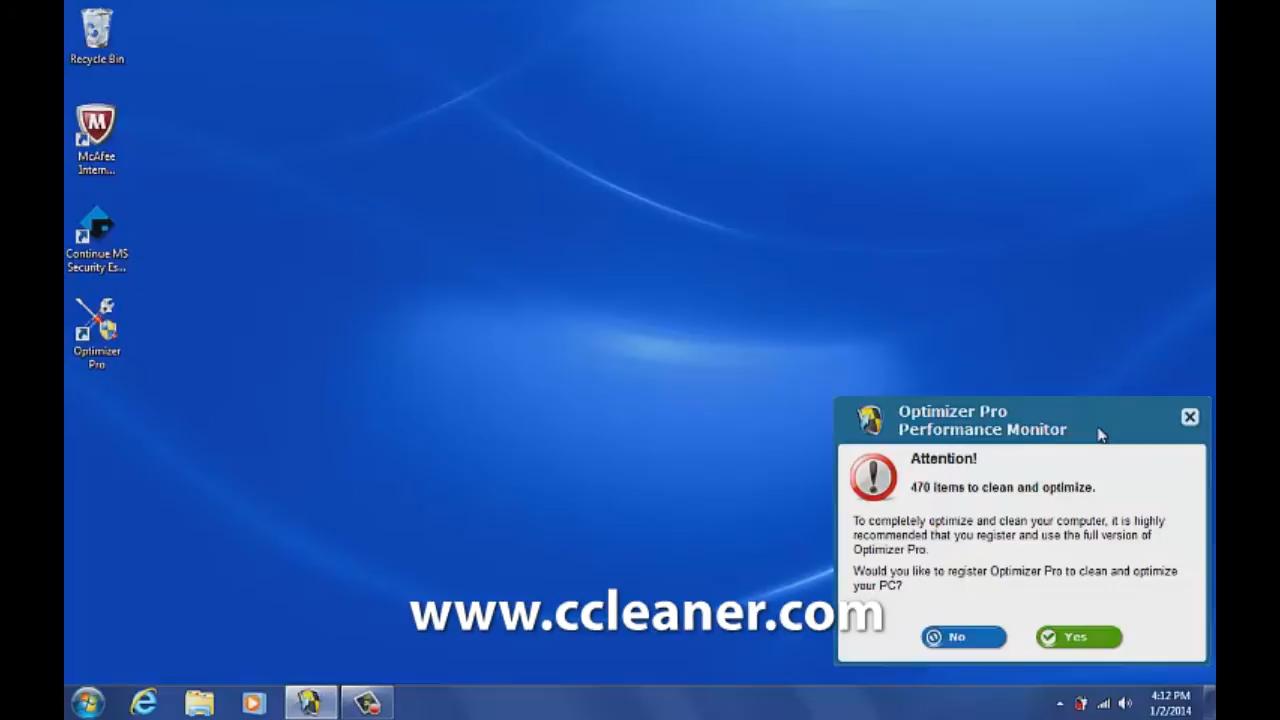 Recycle Bin
McAfee
Intern...
Continue MS
Security Es...
Optimizer
Pro
Optimizer Pro
Performance Monitor
Attention!
470 items to clean and optimize.
To completely optimize and clean your computer, it is highly
recommended that you register and use the full version of
Optimizer Pro.
Would you like to register Optimizer Pro to clean and optimize
your PC?
No
Yes
www.ccleaner.com
4:12 PM
1/2/2014